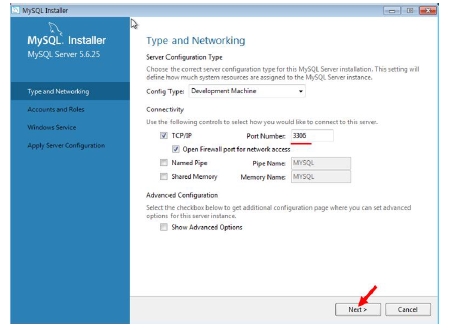 MySQL Installer
MySQL. Installer
MySQL Server 5.6.25
Type and Networking
Accounts and Roles
Windows Service
Apply Server Configuration
Type and Networking
Server Configuration Type
Choose the correct server configuration type for this MySQL Server installation. This setting will
define how much system resources are assigned to the MySQL Server instance.
Config Type: Development Machine
Connectivity
Use the following controls to select how you would like to connect to this server.
TCP/IP Port Number: 3306
Open Firewall port for network access
Named Pipe Pipe Name: MYSQL
Shared Memory Memory Name: MYSQL
Advanced Configuration
Select the checkbox below to get additional configuration page where you can set advanced
options for this server instance.
Show Advanced Options
Next > Cancel